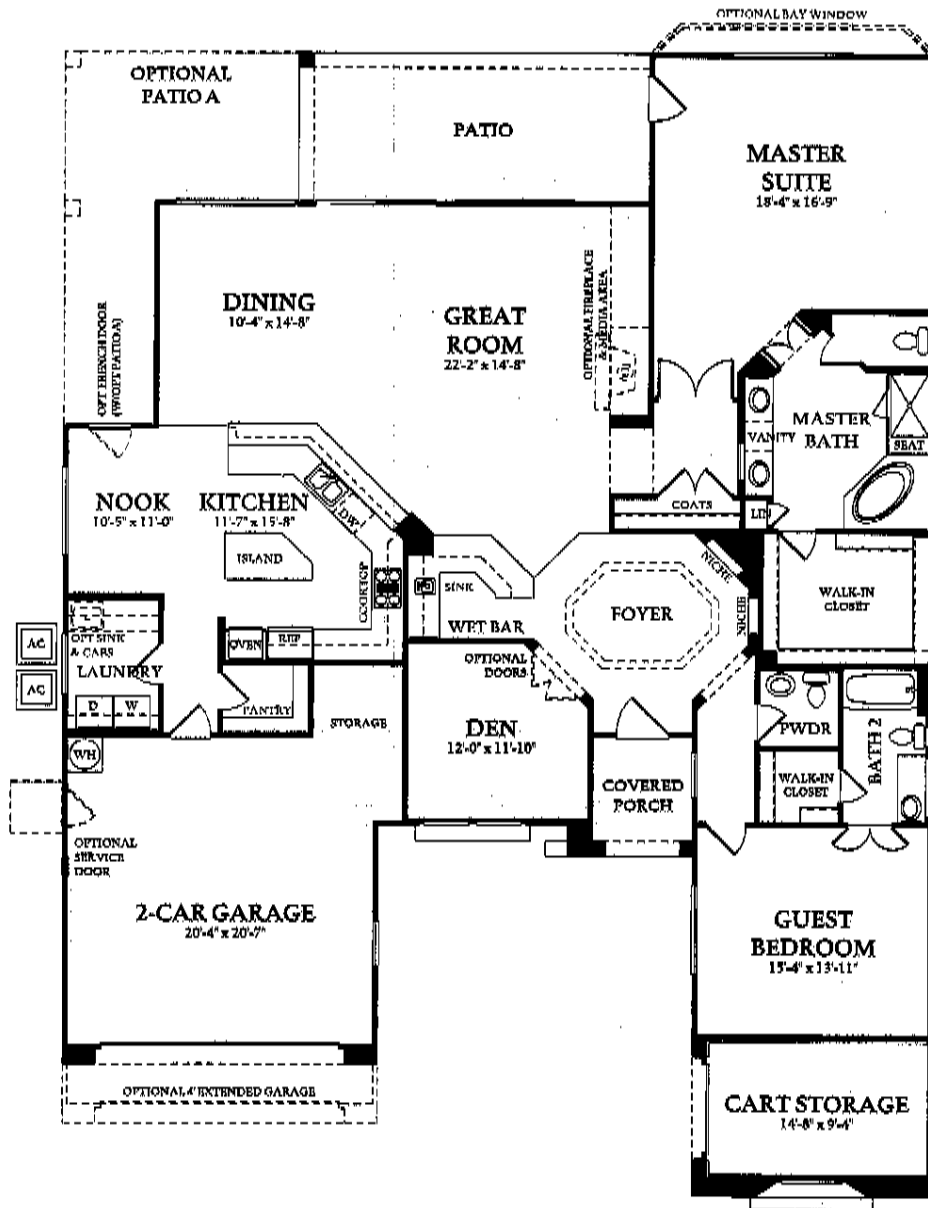 OPTIONAL BAY WINDOW
OPTIONAL
PATIO A
PATIO
MASTER
SUITE
18'-4" x 16'-9"
DINING
10'-4" x 14'-8"
GREAT
ROOM
22'-2" x 14'-8"
OPTIONAL FIREPLACE
& MEDIA AREA
OPT FRENCH DOOR
(W/OPT PATIO A)
MASTER
BATH
VANITY
SEAT
NOOK
10'-5" x 11'-0"
KITCHEN
11'-7" x 15'-8"
DW
COATS
LIN
ISLAND
COOKTOP
SINK
WET BAR
FOYER
NICHE
NICHE
WALK-IN
CLOSET
AC
AC
OPT SINK
& CABS
LAUNDRY
D
W
OVEN
REF
PANTRY
STORAGE
OPTIONAL
DOORS
DEN
12'-0" x 11'-10"
PWDR
BATH 2
WALK-IN
CLOSET
COVERED
PORCH
WH
OPTIONAL
SERVICE
DOOR
2-CAR GARAGE
20'-4" x 20'-7"
GUEST
BEDROOM
15'-4" x 13'-11"
OPTIONAL 4' EXTENDED GARAGE
CART STORAGE
14'-8" x 9'-4"